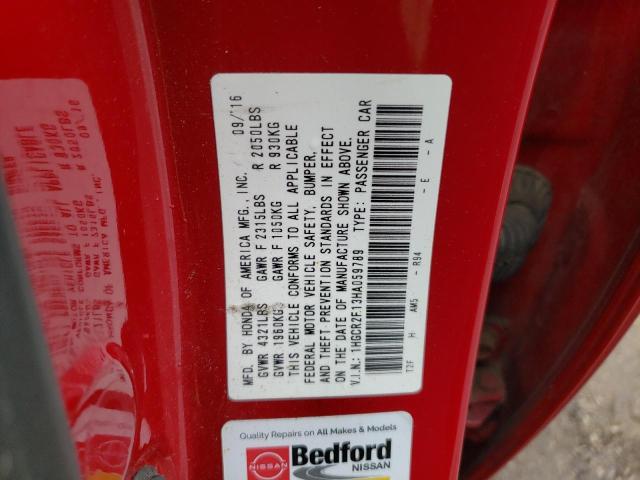 MFD. BY HONDA OF AMERICA MFG., INC. 09/'16
GVWR 4321LBS GAWR F 2315LBS R 2050LBS
GVWR 1960KG GAWR F 1050KG R 930KG
THIS VEHICLE CONFORMS TO ALL APPLICABLE
FEDERAL MOTOR VEHICLE SAFETY, BUMPER,
AND THEFT PREVENTION STANDARDS IN EFFECT
ON THE DATE OF MANUFACTURE SHOWN ABOVE.
V.I.N.: 1HGCR2F13HA059789 TYPE: PASSENGER CAR
T2F H AM5 - R94 - E - A
Quality Repairs on All Makes & Models
NISSAN Bedford
NISSAN